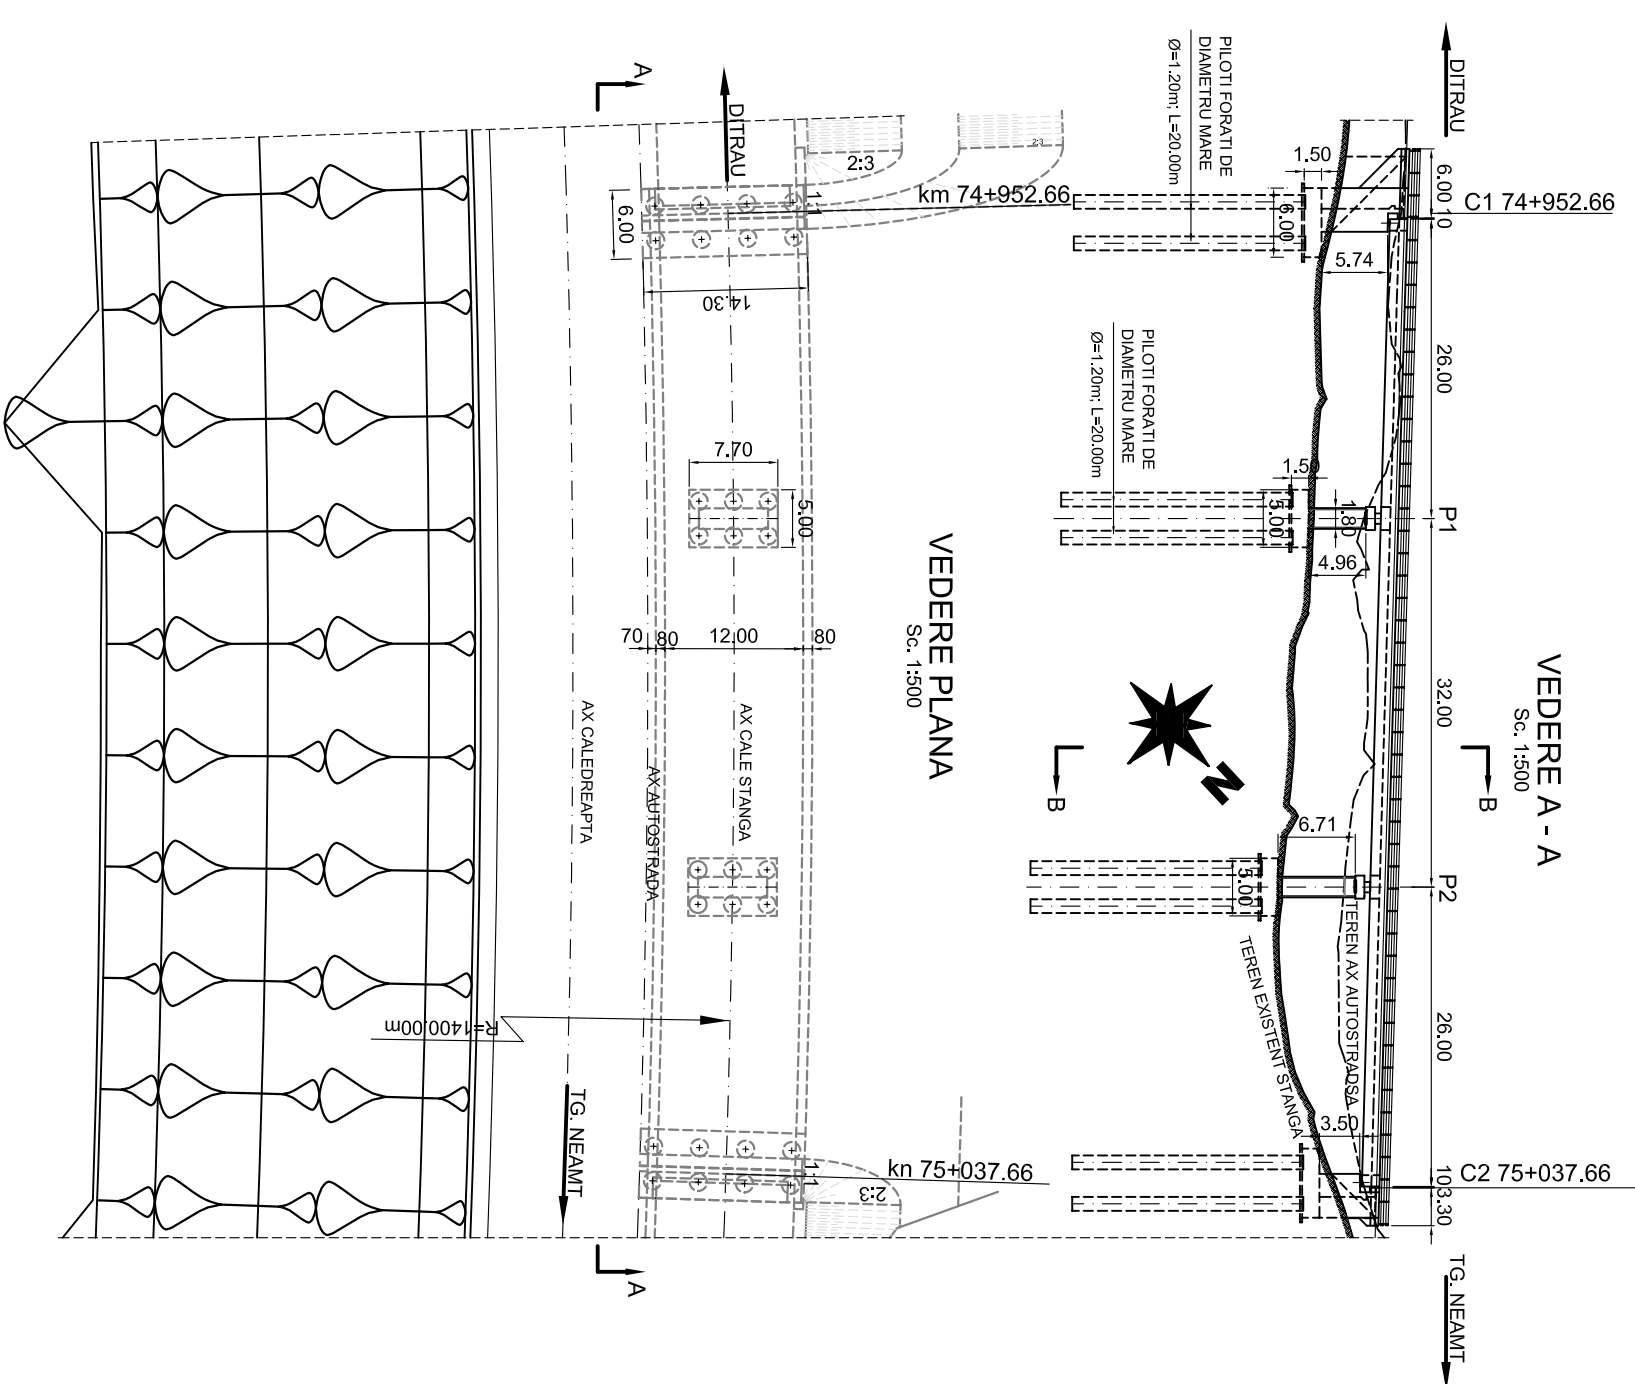 VEDERE A - A
Sc. 1:500
DITRAU
TG. NEAMT
6.00
10
26.00
P1
32.00
P2
26.00
10
3.30
C1 74+952.66
C2 75+037.66
B
B
PILOTI FORATI DE
DIAMETRU MARE
Ø=1.20m; L=20.00m
1.50
6.00
5.74
PILOTI FORATI DE
DIAMETRU MARE
Ø=1.20m; L=20.00m
1.50
5.00
1.80
4.96
6.71
5.00
3.50
TEREN AX AUTOSTRADSA
TEREN EXISTENT STANGA
N
VEDERE PLANA
Sc. 1:500
A
A
DITRAU
TG. NEAMT
2:3
2:3
1:1
km 74+952.66
6.00
14.30
7.70
5.00
70
80
12.00
80
AX CALE STANGA
AX AUTOSTRADA
AX CALEDREAPTA
R=1400.00m
kn 75+037.66
1:1
2:3